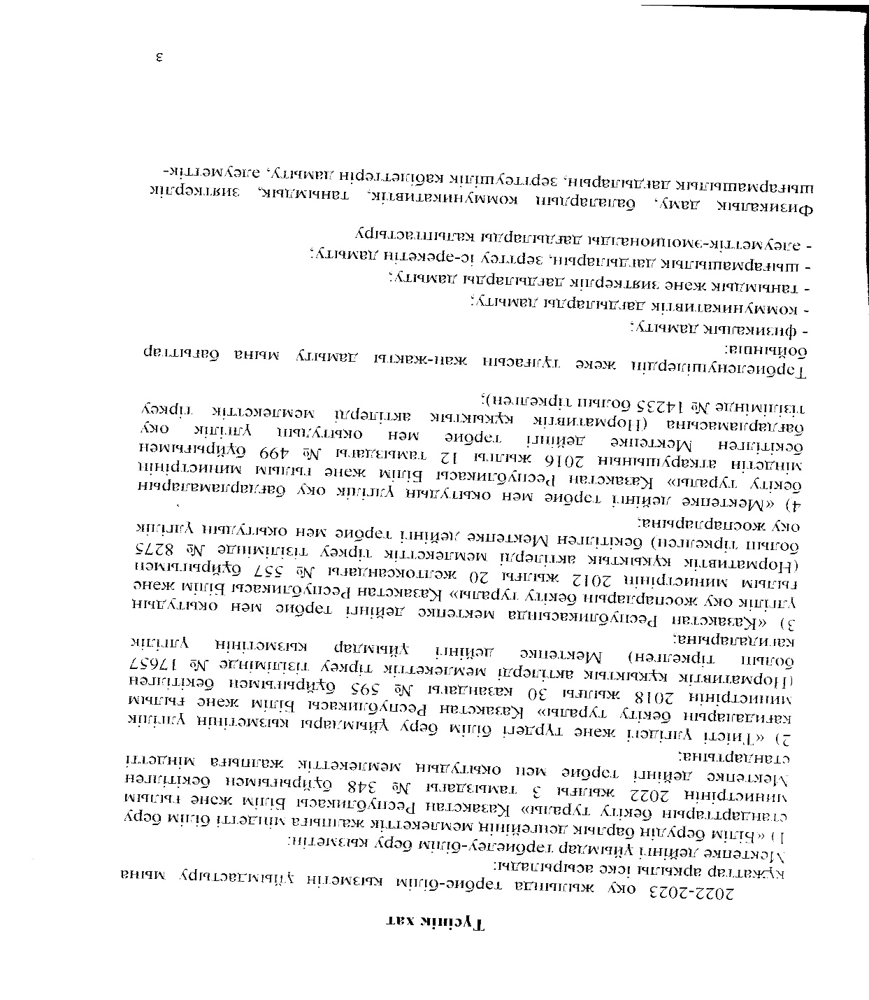 Түсінік хат
2022-2023 оқу жылында тәрбие-білім қызметін ұйымдастыру мына
құжаттар арқылы іске асырылады:
Мектепке дейінгі ұйымдар тәрбиелеу-білім беру қызметін:
1) «Білім берудің барлық деңгейінің мемлекеттік жалпыға міндетті білім беру
стандарттарын бекіту туралы» Қазақстан Республикасы Білім және ғылым
министрінің 2022 жылғы 3 тамыздағы № 348 бұйрығымен бекітілген
Мектепке дейінгі тәрбие мен оқытудың мемлекеттік жалпыға міндетті
стандартына;
2) «Тиісті үлгідегі және түрдегі білім беру ұйымдары қызметінің үлгілік
қағидаларын бекіту туралы» Қазақстан Республикасы Білім және ғылым
министрінің 2018 жылғы 30 қазандағы № 595 бұйрығымен бекітілген
(Нормативтік құқықтық актілерді мемлекеттік тіркеу тізілімінде № 17657
болып тіркелген) Мектепке дейінгі ұйымдар қызметінің үлгілік
қағидаларына;
3) «Қазақстан Республикасында мектепке дейінгі тәрбие мен оқытудың
үлгілік оқу жоспарларын бекіту туралы» Қазақстан Республикасы Білім және
ғылым министрінің 2012 жылғы 20 желтоқсандағы № 557 бұйрығымен
(Нормативтік құқықтық актілерді мемлекеттік тіркеу тізілімінде № 8275
болып тіркелген) бекітілген Мектепке дейінгі тәрбие мен оқытудың үлгілік
оқу жоспарларына;
4) «Мектепке дейінгі тәрбие мен оқытудың үлгілік оқу бағдарламаларын
бекіту туралы» Қазақстан Республикасы Білім және ғылым министрінің
міндетін атқарушының 2016 жылғы 12 тамыздағы № 499 бұйрығымен
бекітілген Мектепке дейінгі тәрбие мен оқытудың үлгілік оқу
бағдарламасына (Нормативтік құқықтық актілерді мемлекеттік тіркеу
тізілімінде № 14235 болып тіркелген);
Тәрбиеленушілердің жеке тұлғасын жан-жақты дамыту мына бағыттар
бойынша:
- физикалық дамыту;
- коммуникативтік дағдыларды дамыту;
- танымдық және зияткерлік дағдыларды дамыту;
- шығармашылық дағдыларын, зерттеу іс-әрекетін дамыту;
- әлеуметтік-эмоционалды дағдыларды қалыптастыру
Физикалық даму, балалардың коммуникативтік, танымдық, зияткерлік
шығармашылық дағдыларын, зерттеушілік қабілеттерін дамыту, әлеуметтік-
3